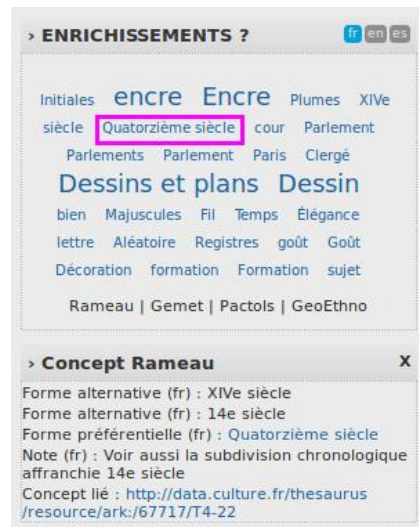 › ENRICHISSEMENTS ? fr en es
Initiales encre Encre Plumes XIVe
siècle Quatorzième siècle cour Parlement
Parlements Parlement Paris Clergé
Dessins et plans Dessin
bien Majuscules Fil Temps Élégance
lettre Aléatoire Registres goût Goût
Décoration formation Formation sujet
Rameau | Gemet | Pactols | GeoEthno
› Concept Rameau X
Forme alternative (fr) : XIVe siècle
Forme alternative (fr) : 14e siècle
Forme préférentielle (fr) : Quatorzième siècle
Note (fr) : Voir aussi la subdivision chronologique
affranchie 14e siècle
Concept lié : http://data.culture.fr/thesaurus
/resource/ark:/67717/T4-22